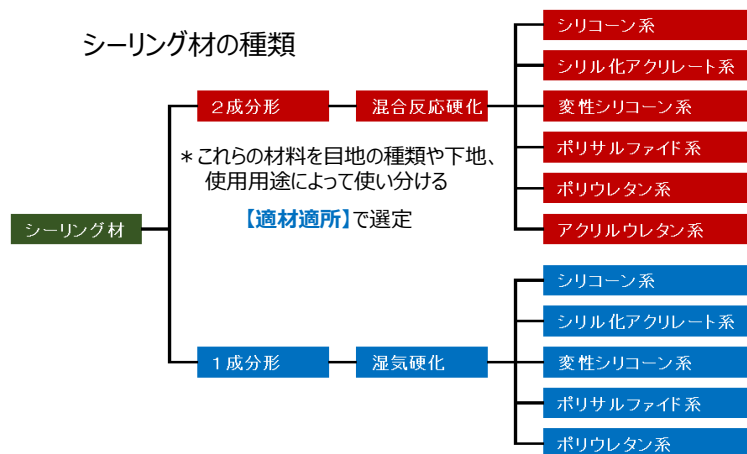 シーリング材の種類
シーリング材
２成分形
混合反応硬化
シリコーン系
シリル化アクリレート系
変性シリコーン系
ポリサルファイド系
ポリウレタン系
アクリルウレタン系
＊これらの材料を目地の種類や下地、
使用用途によって使い分ける
【適材適所】で選定
１成分形
湿気硬化
シリコーン系
シリル化アクリレート系
変性シリコーン系
ポリサルファイド系
ポリウレタン系